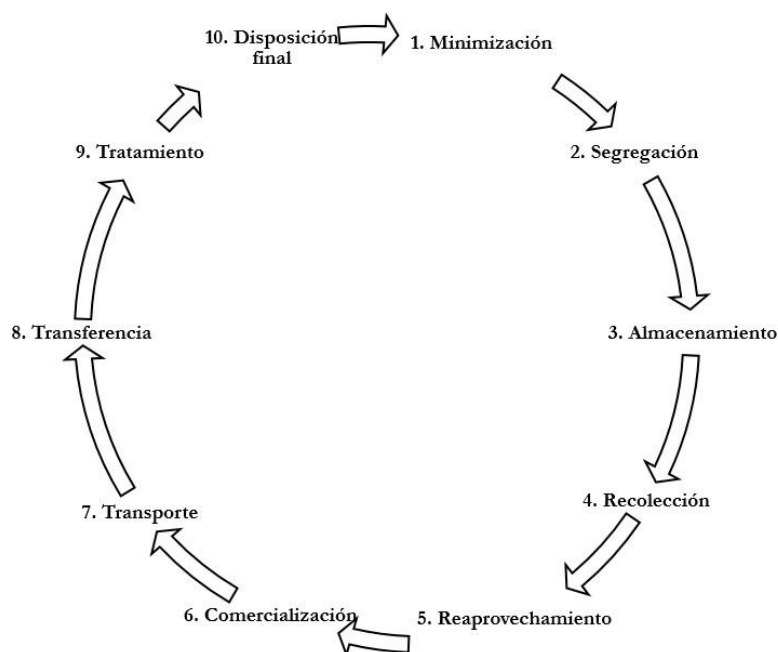 10. Disposición
final
1. Minimización
2. Segregación
3. Almacenamiento
4. Recolección
5. Reaprovechamiento
6. Comercialización
7. Transporte
8. Transferencia
9. Tratamiento